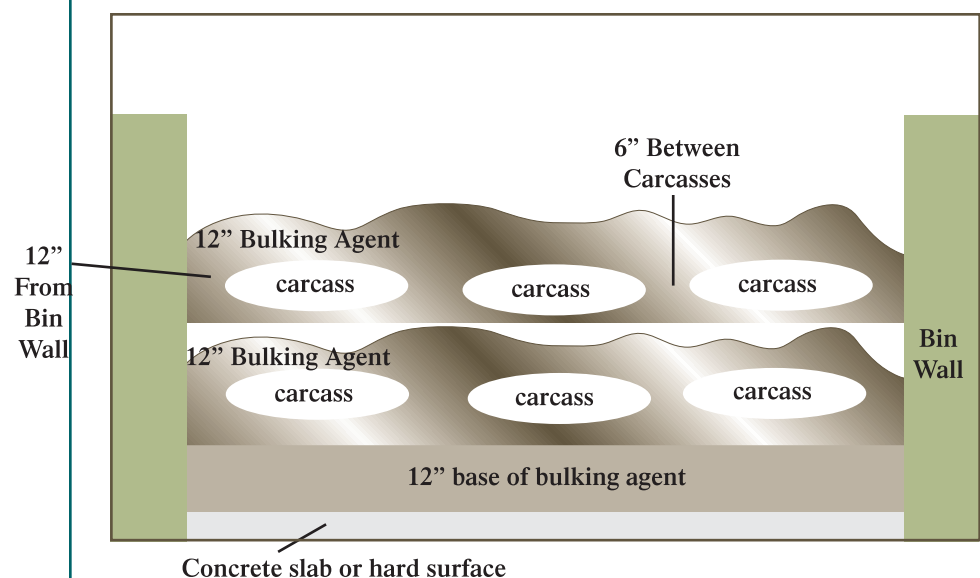 6” Between
Carcasses
12” Bulking Agent
12”
From
Bin
Wall
carcass
carcass
carcass
12” Bulking Agent
Bin
Wall
carcass
carcass
carcass
12” base of bulking agent
Concrete slab or hard surface